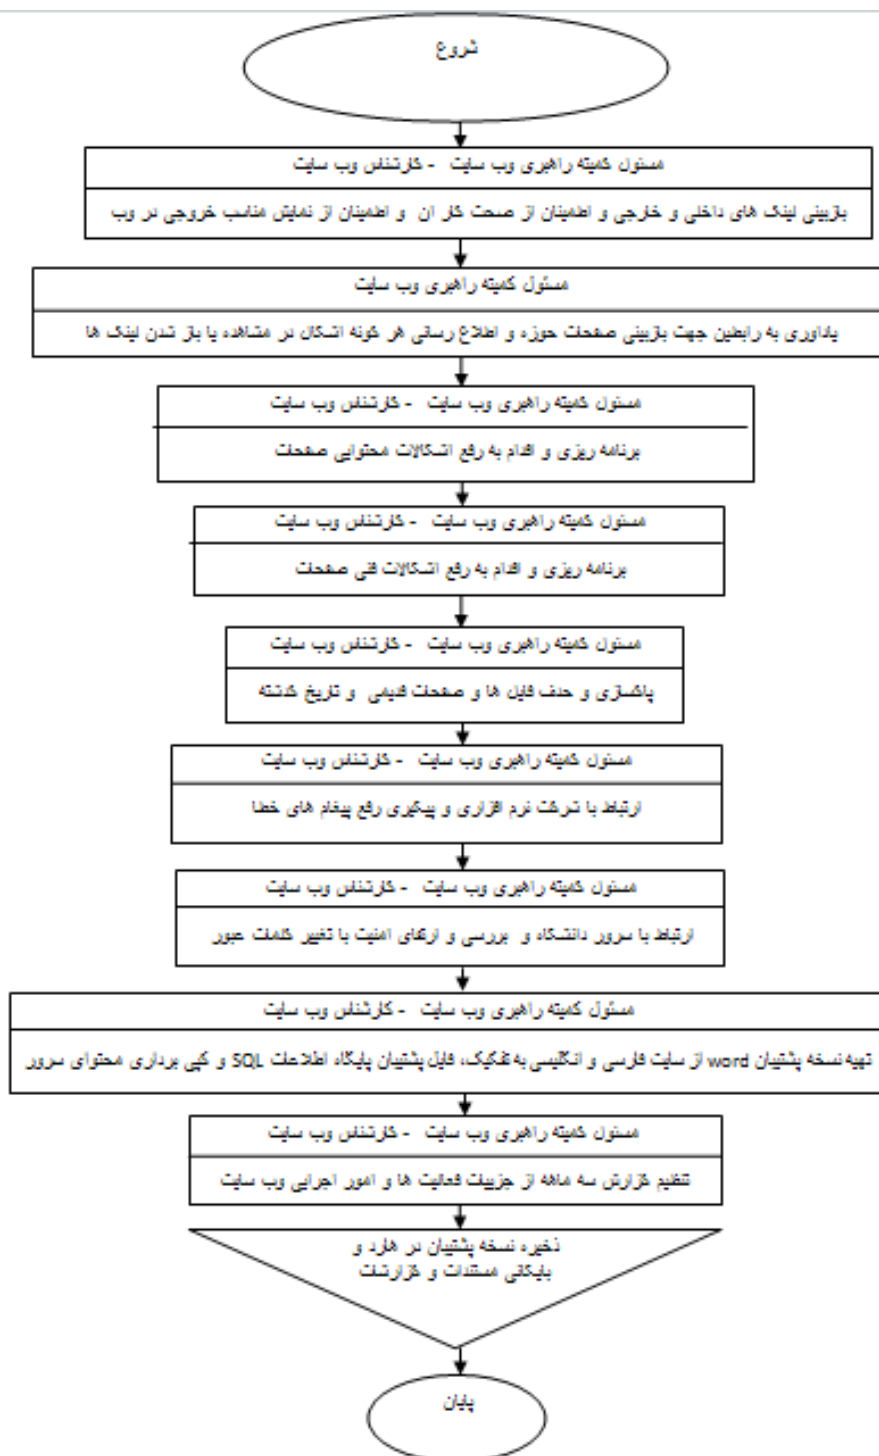 شروع
مسئول کمیته راهبری وب سایت - کارشناس وب سایت
بازبینی لینک های داخلی و خارجی و اطمینان از صحت کار ان و اطمینان از نمایش مناسب خروجی در وب
مسئول کمیته راهبری وب سایت
یاداوری به رابطین جهت بازبینی صفحات حوزه و اطلاع رسانی هر گونه اشکال در مشاهده یا باز شدن لینک ها
مسئول کمیته راهبری وب سایت - کارشناس وب سایت
برنامه ریزی و اقدام به رفع اشکالات محتوایی صفحات
مسئول کمیته راهبری وب سایت - کارشناس وب سایت
برنامه ریزی و اقدام به رفع اشکالات فنی صفحات
مسئول کمیته راهبری وب سایت - کارشناس وب سایت
پاکسازی و حذف فایل ها و صفحات قدیمی و تاریخ گذشته
مسئول کمیته راهبری وب سایت - کارشناس وب سایت
ارتباط با شرکت نرم افزاری و پیگیری رفع پیغام های خطا
مسئول کمیته راهبری وب سایت - کارشناس وب سایت
ارتباط با سرور دانشگاه و بررسی و ارتقای امنیت با تغییر کلمات عبور
مسئول کمیته راهبری وب سایت - کارشناس وب سایت
تهیه نسخه پشتیبان word از سایت فارسی و انگلیسی به تفکیک، فایل پشتیبان پایگاه اطلاعات SQL و کپی برداری محتوای سرور
مسئول کمیته راهبری وب سایت - کارشناس وب سایت
تنظیم گزارش سه ماهه از جزییات فعالیت ها و امور اجرایی وب سایت
ذخیره نسخه پشتیبان در هارد و
بایگانی مستندات و گزارشات
پایان